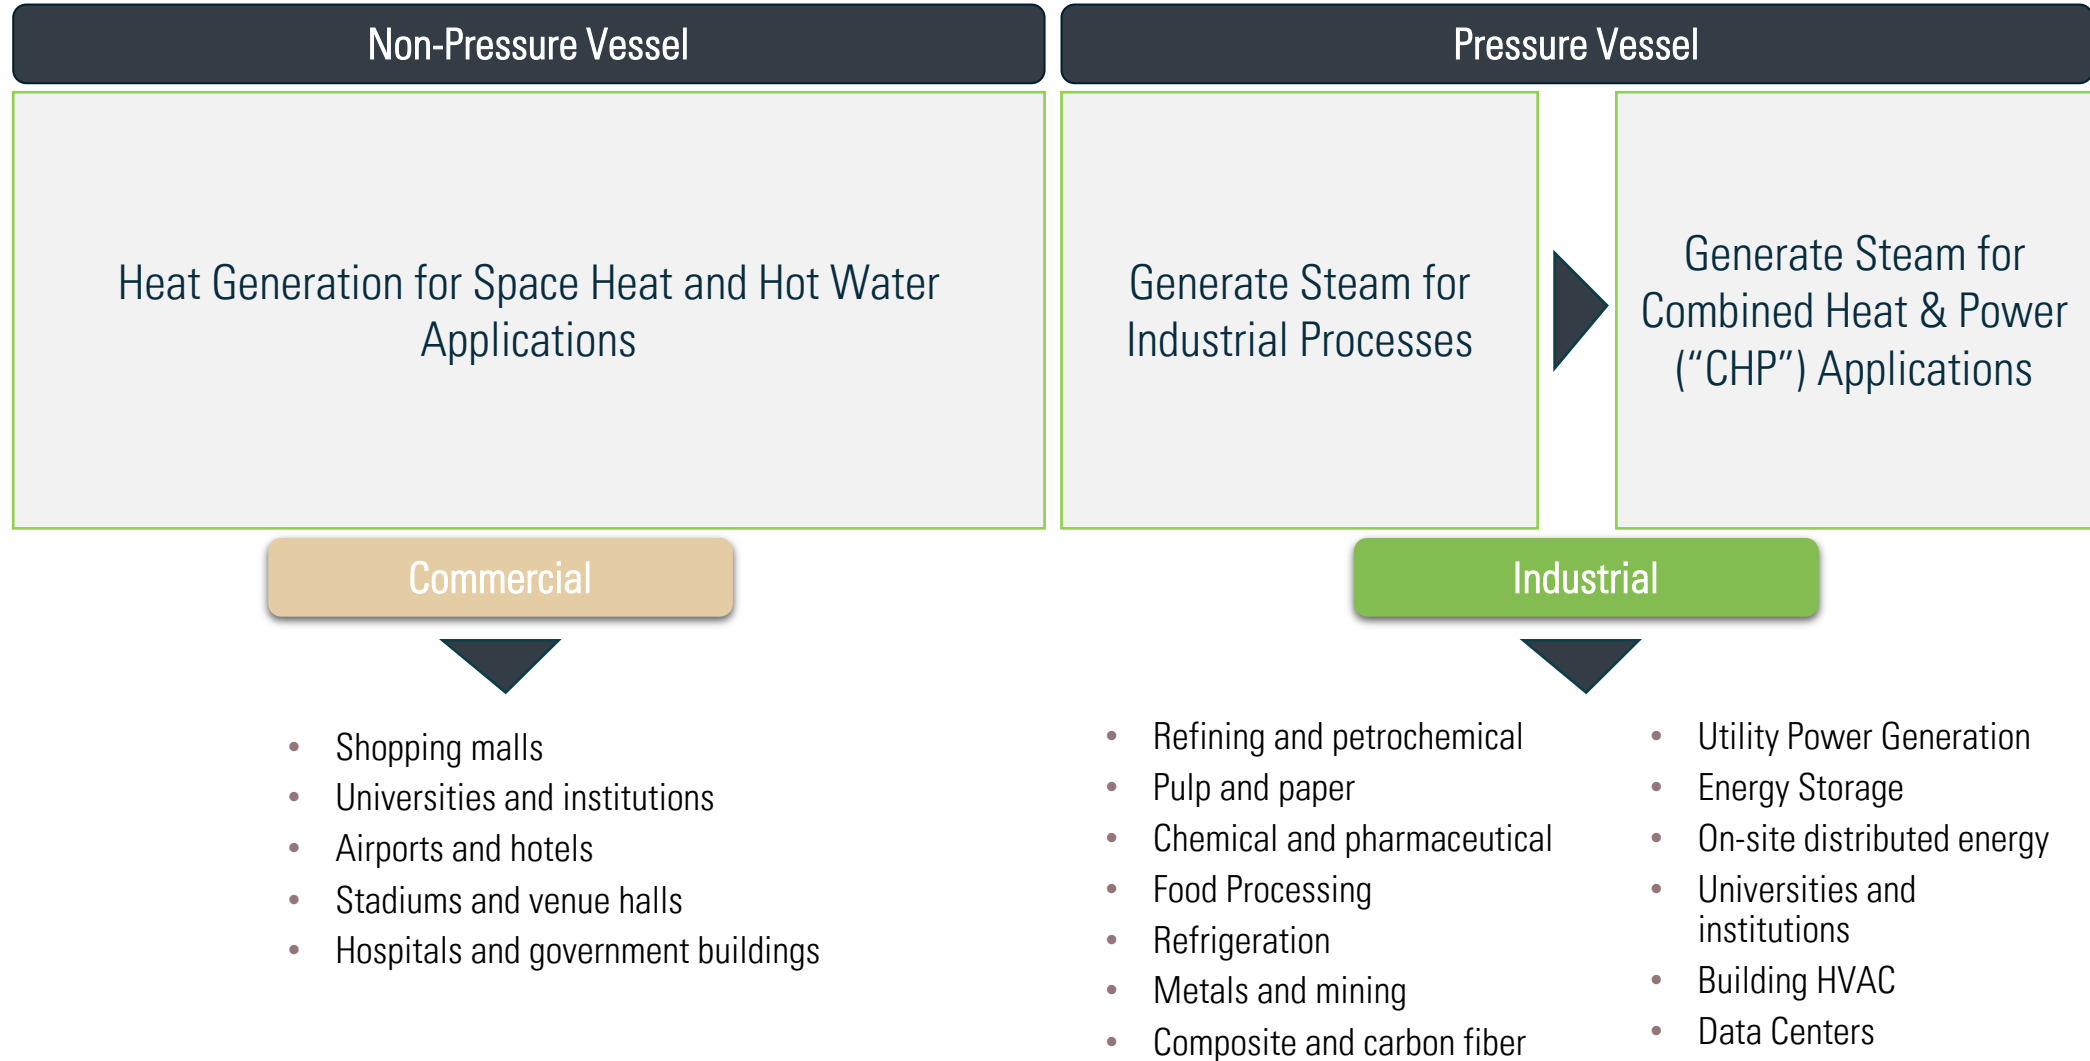 Non-Pressure Vessel
Heat Generation for Space Heat and Hot Water
Applications
Commercial
• Shopping malls
• Universities and institutions
• Airports and hotels
• Stadiums and venue halls
• Hospitals and government buildings
Pressure Vessel
Generate Steam for
Industrial Processes
Generate Steam for
Combined Heat & Power
(“CHP”) Applications
Industrial
• Refining and petrochemical
• Pulp and paper
• Chemical and pharmaceutical
• Food Processing
• Refrigeration
• Metals and mining
• Composite and carbon fiber
• Utility Power Generation
• Energy Storage
• On-site distributed energy
• Universities and
institutions
• Building HVAC
• Data Centers